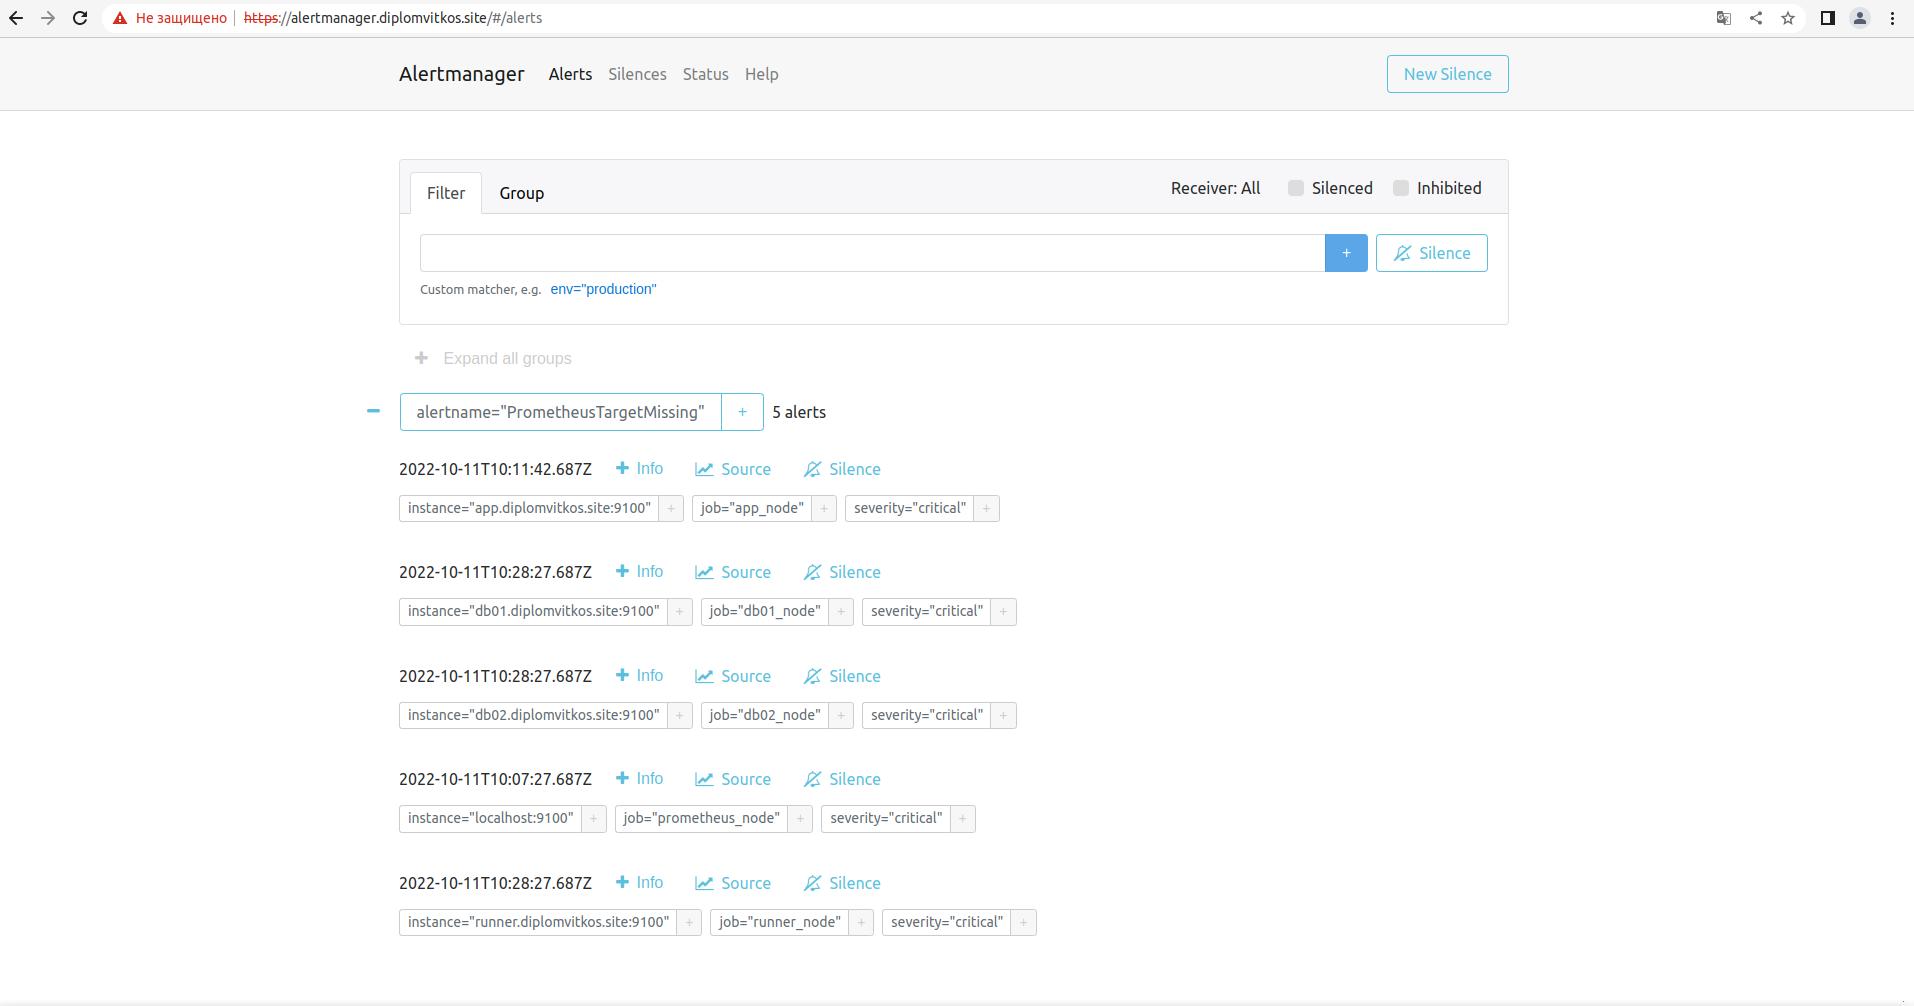 Не защищено https://alertmanager.diplomvitkos.site/#/alerts
Alertmanager Alerts Silences Status Help New Silence
Filter Group Receiver: All Silenced Inhibited
+ Silence
Custom matcher, e.g. env="production"
+ Expand all groups
alertname="PrometheusTargetMissing" + 5 alerts
2022-10-11T10:11:42.687Z + Info Source Silence
instance="app.diplomvitkos.site:9100" + job="app_node" + severity="critical" +
2022-10-11T10:28:27.687Z + Info Source Silence
instance="db01.diplomvitkos.site:9100" + job="db01_node" + severity="critical" +
2022-10-11T10:28:27.687Z + Info Source Silence
instance="db02.diplomvitkos.site:9100" + job="db02_node" + severity="critical" +
2022-10-11T10:07:27.687Z + Info Source Silence
instance="localhost:9100" + job="prometheus_node" + severity="critical" +
2022-10-11T10:28:27.687Z + Info Source Silence
instance="runner.diplomvitkos.site:9100" + job="runner_node" + severity="critical" +